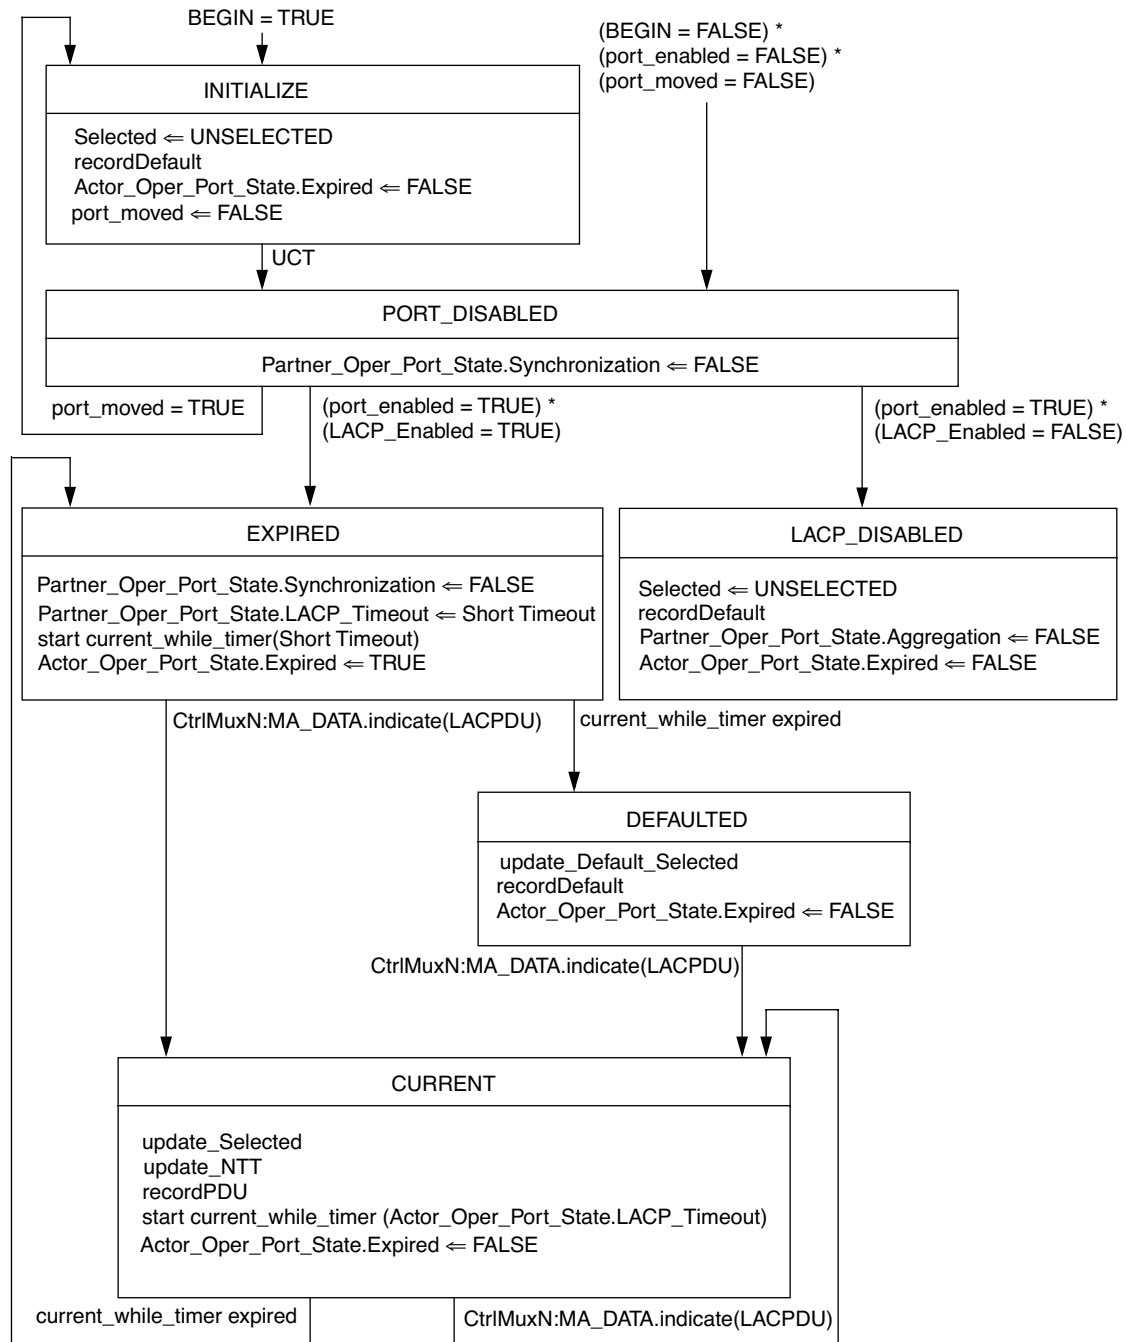 BEGIN = TRUE
(BEGIN = FALSE) *
(port_enabled = FALSE) *
(port_moved = FALSE)
INITIALIZE
Selected ⇐ UNSELECTED
recordDefault
Actor_Oper_Port_State.Expired ⇐ FALSE
port_moved ⇐ FALSE
UCT
PORT_DISABLED
Partner_Oper_Port_State.Synchronization ⇐ FALSE
port_moved = TRUE
(port_enabled = TRUE) *
(LACP_Enabled = TRUE)
(port_enabled = TRUE) *
(LACP_Enabled = FALSE)
EXPIRED
Partner_Oper_Port_State.Synchronization ⇐ FALSE
Partner_Oper_Port_State.LACP_Timeout ⇐ Short Timeout
start current_while_timer(Short Timeout)
Actor_Oper_Port_State.Expired ⇐ TRUE
LACP_DISABLED
Selected ⇐ UNSELECTED
recordDefault
Partner_Oper_Port_State.Aggregation ⇐ FALSE
Actor_Oper_Port_State.Expired ⇐ FALSE
CtrlMuxN:MA_DATA.indicate(LACPDU)
current_while_timer expired
DEFAULTED
update_Default_Selected
recordDefault
Actor_Oper_Port_State.Expired ⇐ FALSE
CtrlMuxN:MA_DATA.indicate(LACPDU)
CURRENT
update_Selected
update_NTT
recordPDU
start current_while_timer (Actor_Oper_Port_State.LACP_Timeout)
Actor_Oper_Port_State.Expired ⇐ FALSE
current_while_timer expired
CtrlMuxN:MA_DATA.indicate(LACPDU)